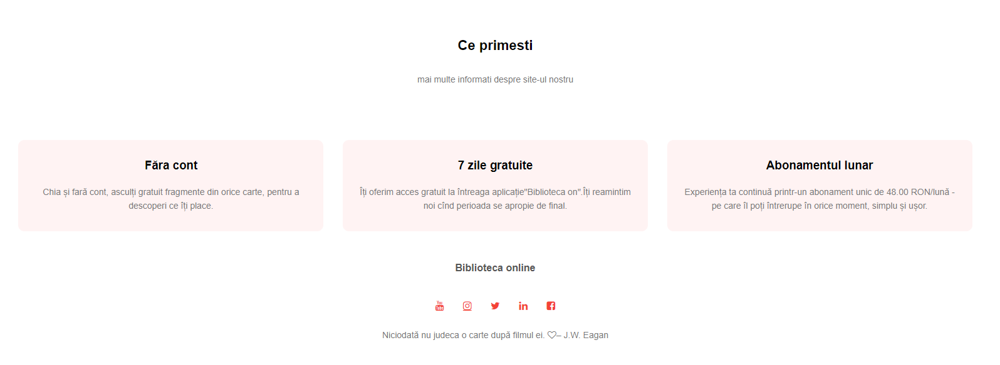 Ce primesti
mai multe informati despre site-ul nostru
Făra cont
Chia și fară cont, asculți gratuit fragmente din orice carte, pentru a
descoperi ce îți place.
7 zile gratuite
Îți oferim acces gratuit la întreaga aplicație"Biblioteca on".Îți reamintim
noi cînd perioada se apropie de final.
Abonamentul lunar
Experiența ta continuă printr-un abonament unic de 48.00 RON/lună -
pe care îl poți întrerupe în orice moment, simplu și ușor.
Biblioteca online
You Tube
Niciodată nu judeca o carte după filmul ei. ♡– J.W. Eagan